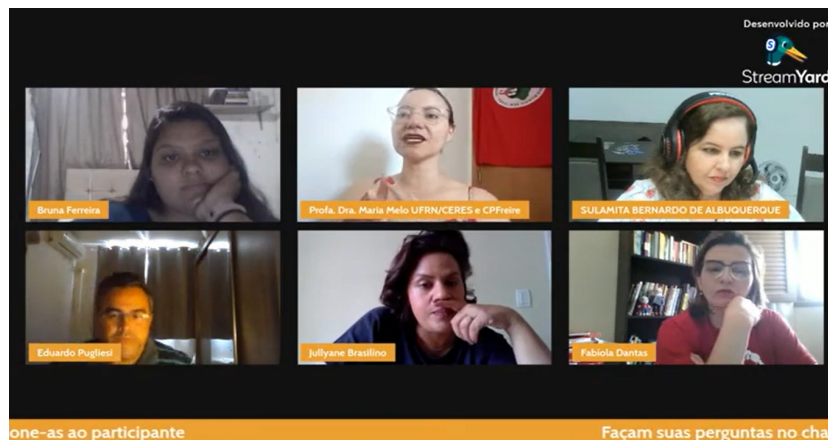 Desenvolvido por
S
StreamYard
Bruna Ferreira
Profa. Dra. Maria Melo UFRN/CERES e CPFreire
SULAMITA BERNARDO DE ALBUQUERQUE
Eduardo Pugliesi
Jullyane Brasilino
Fabíola Dantas
one-as ao participante
Façam suas perguntas no cha